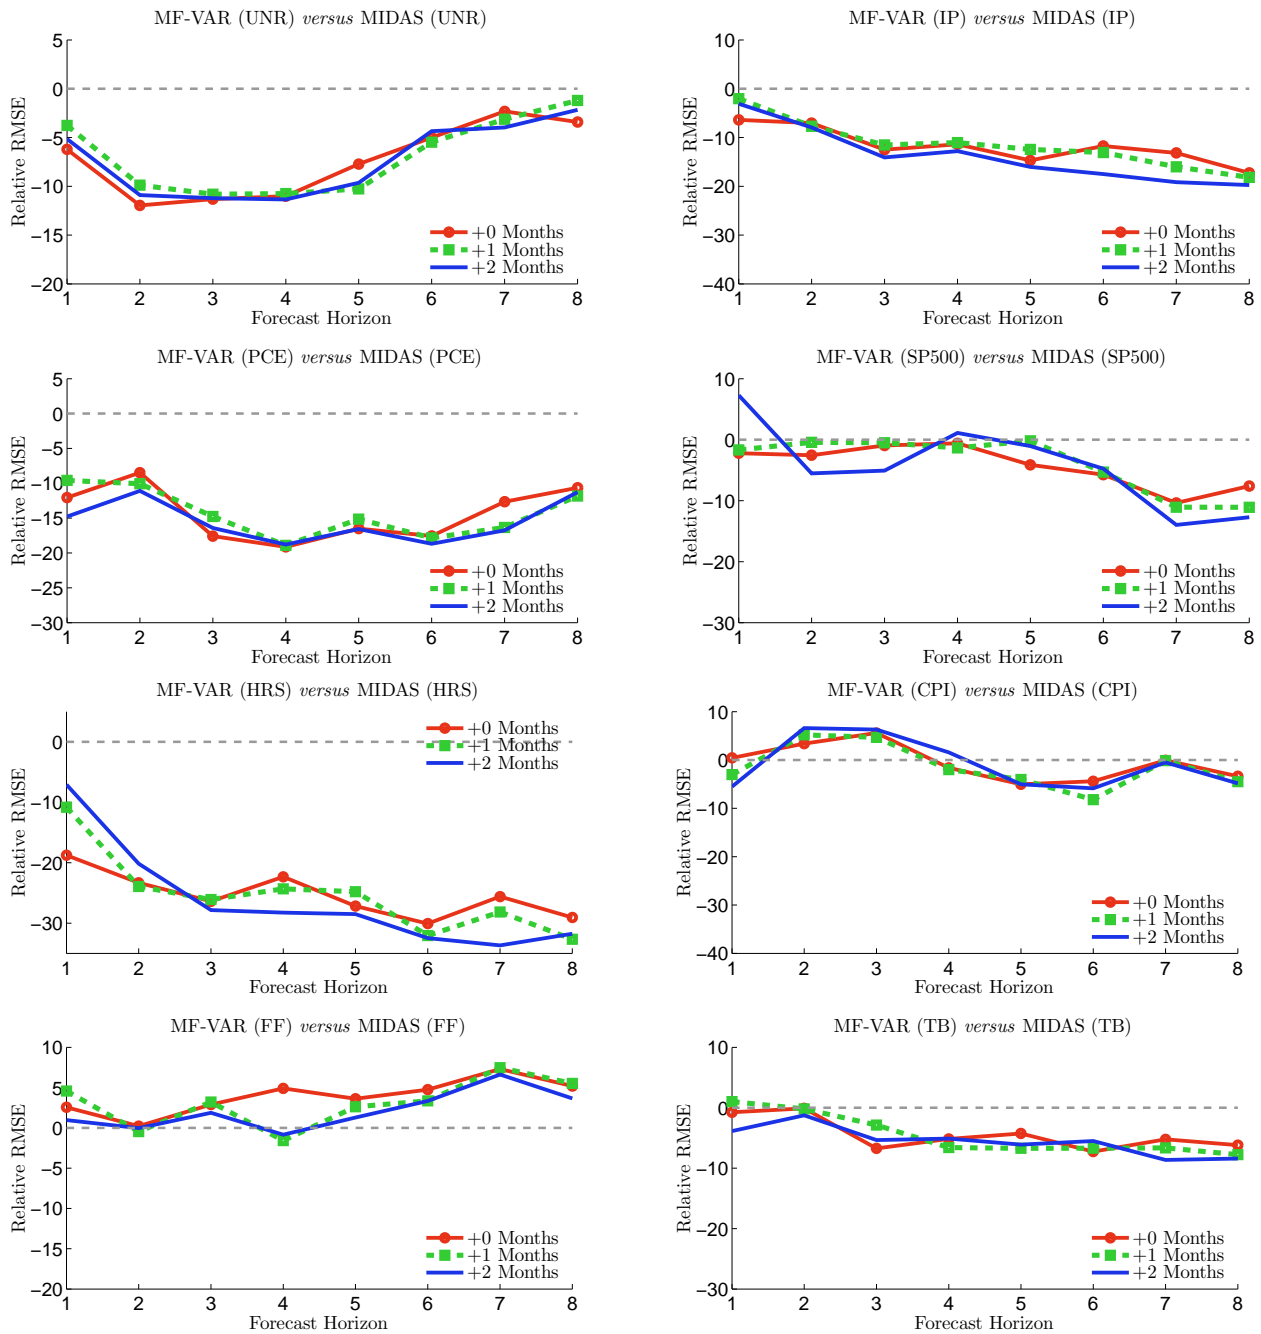 MF-VAR (UNR) versus MIDAS (UNR)
5
0
−5
−10
−15
−20
Relative RMSE
+0 Months
+1 Months
+2 Months
1 2 3 4 5 6 7 8
Forecast Horizon
MF-VAR (IP) versus MIDAS (IP)
10
0
−10
−20
−30
−40
Relative RMSE
+0 Months
+1 Months
+2 Months
1 2 3 4 5 6 7 8
Forecast Horizon
MF-VAR (PCE) versus MIDAS (PCE)
5
0
−5
−10
−15
−20
−25
−30
Relative RMSE
+0 Months
+1 Months
+2 Months
1 2 3 4 5 6 7 8
Forecast Horizon
MF-VAR (SP500) versus MIDAS (SP500)
10
0
−10
−20
−30
Relative RMSE
+0 Months
+1 Months
+2 Months
1 2 3 4 5 6 7 8
Forecast Horizon
MF-VAR (HRS) versus MIDAS (HRS)
0
−10
−20
−30
Relative RMSE
+0 Months
+1 Months
+2 Months
1 2 3 4 5 6 7 8
Forecast Horizon
MF-VAR (CPI) versus MIDAS (CPI)
10
0
−10
−20
−30
−40
Relative RMSE
+0 Months
+1 Months
+2 Months
1 2 3 4 5 6 7 8
Forecast Horizon
MF-VAR (FF) versus MIDAS (FF)
10
5
0
−5
−10
−15
−20
Relative RMSE
+0 Months
+1 Months
+2 Months
1 2 3 4 5 6 7 8
Forecast Horizon
MF-VAR (TB) versus MIDAS (TB)
10
0
−10
−20
−30
Relative RMSE
+0 Months
+1 Months
+2 Months
1 2 3 4 5 6 7 8
Forecast Horizon